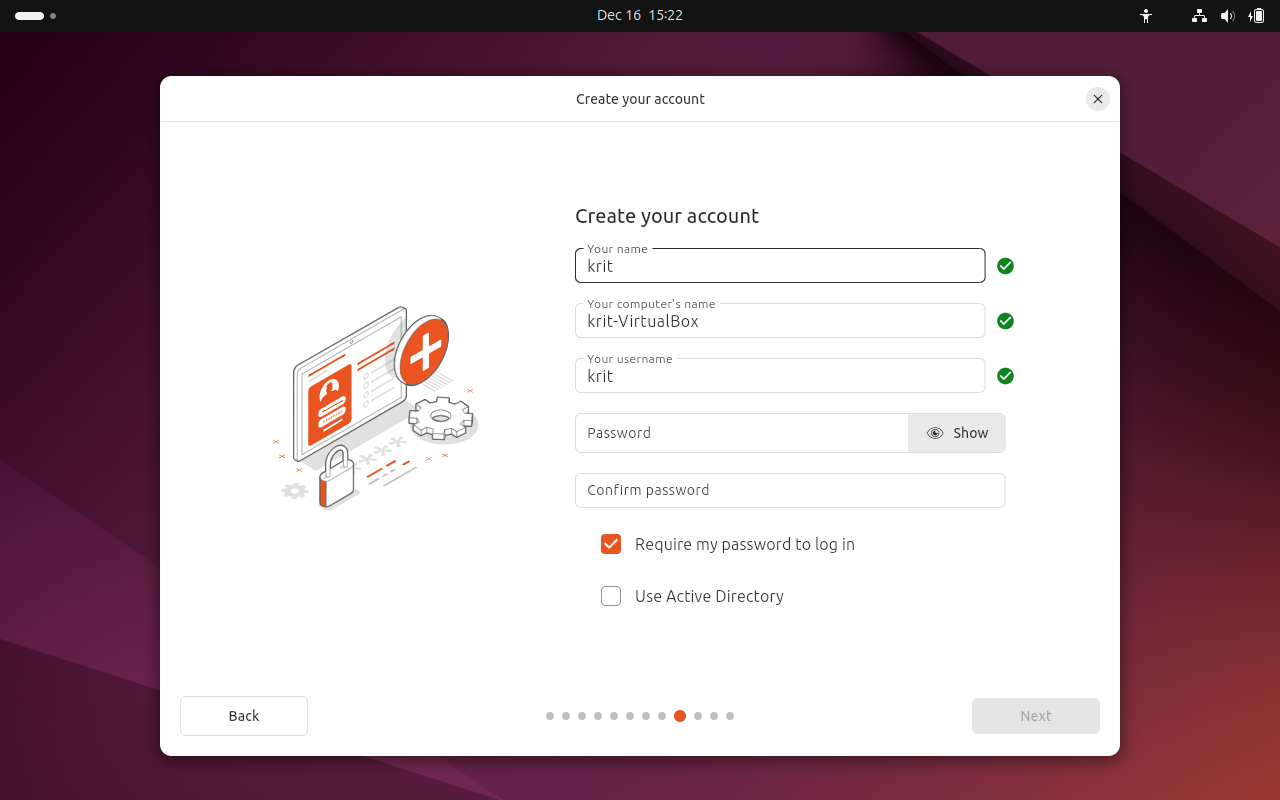 Dec 16 15:22
Create your account
Create your account
Your name
krit
Your computer's name
krit-VirtualBox
Your username
krit
Password
Show
Confirm password
Require my password to log in
Use Active Directory
Back
Next